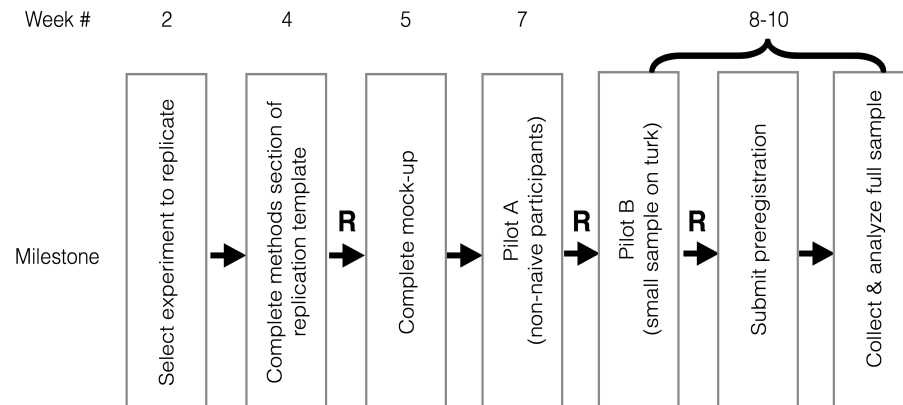 Week # 2 4 5 7 8-10
Milestone
Select experiment to replicate
Complete methods section of
replication template
R
Complete mock-up
Pilot A
(non-naive participants)
R
Pilot B
(small sample on turk)
R
Submit preregistration
Collect & analyze full sample